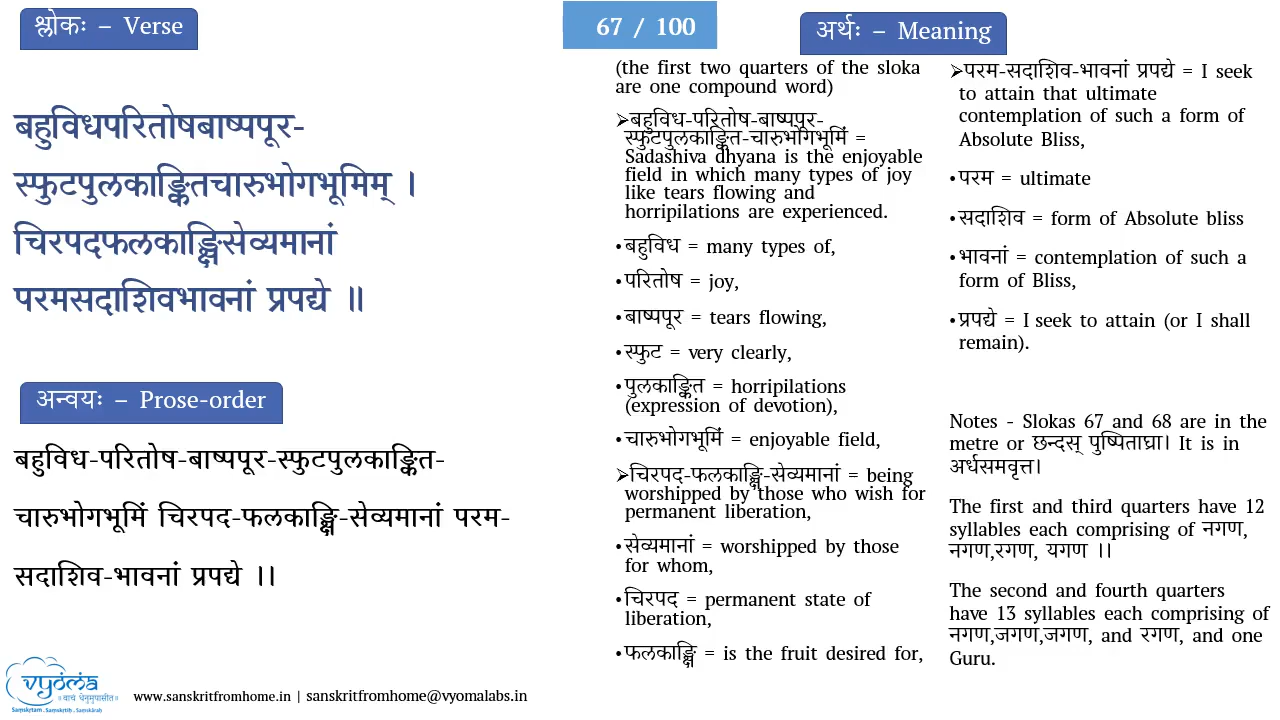 श्लोकः – Verse
बहुविधपरितोषबाष्पपूर-
स्फुटपुलकाङ्कितचारुभोगभूमिम् ।
चिरपदफलकाङ्क्षिसेव्यमानां
परमसदाशिवभावनां प्रपद्ये ॥
अन्वयः – Prose-order
बहुविध-परितोष-बाष्पपूर-स्फुटपुलकाङ्कित-
चारुभोगभूमिं चिरपद-फलकाङ्क्षि-सेव्यमानां परम-
सदाशिव-भावनां प्रपद्ये ।।
67 / 100
अर्थः – Meaning
(the first two quarters of the sloka
are one compound word)
➢बहुविध-परितोष-बाष्पपूर-
स्फुटपुलकाङ्कित-चारुभोगभूमिं =
Sadashiva dhyana is the enjoyable
field in which many types of joy
like tears flowing and
horripilations are experienced.
•बहुविध = many types of,
•परितोष = joy,
•बाष्पपूर = tears flowing,
•स्फुट = very clearly,
•पुलकाङ्कित = horripilations
(expression of devotion),
•चारुभोगभूमिं = enjoyable field,
➢चिरपद-फलकाङ्क्षि-सेव्यमानां = being
worshipped by those who wish for
permanent liberation,
•सेव्यमानां = worshipped by those
for whom,
•चिरपद = permanent state of
liberation,
•फलकाङ्क्षि = is the fruit desired for,
➢परम-सदाशिव-भावनां प्रपद्ये = I seek
to attain that ultimate
contemplation of such a form of
Absolute Bliss,
•परम = ultimate
•सदाशिव = form of Absolute bliss
•भावनां = contemplation of such a
form of Bliss,
•प्रपद्ये = I seek to attain (or I shall
remain).
Notes - Slokas 67 and 68 are in the
metre or छन्दस् पुष्पिताग्रा। It is in
अर्धसमवृत्त।
The first and third quarters have 12
syllables each comprising of नगण,
नगण,रगण, यगण ।।
The second and fourth quarters
have 13 syllables each comprising of
नगण,जगण,जगण, and रगण, and one
Guru.
vyoma
॥ वाचं धेनुमुपासीत॥
Samskrtam . Samskrtih . Samskārah
www.sanskritfromhome.in | sanskritfromhome@vyomalabs.in